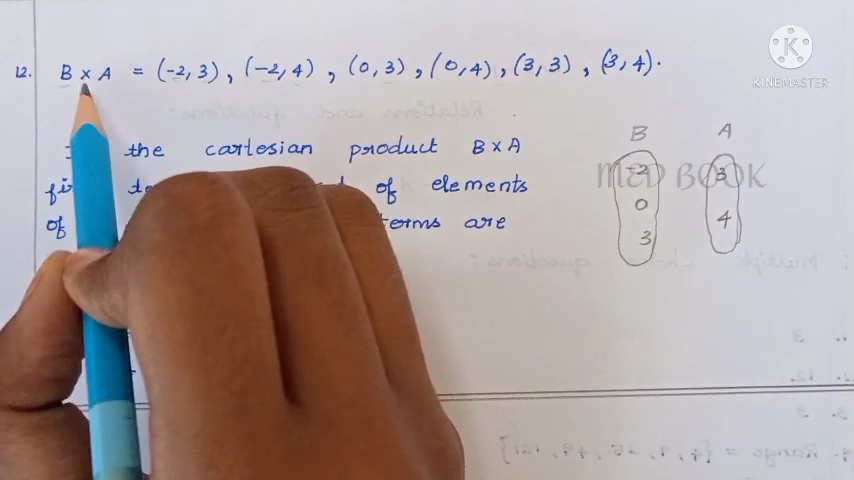 12. B × A = (-2, 3), (-2, 4), (0, 3), (0, 4), (3, 3), (3, 4).
the cartesian product B × A
of elements
of terms are
B A
-2 3
0 4
3
MED BOOK
K
KINEMASTER